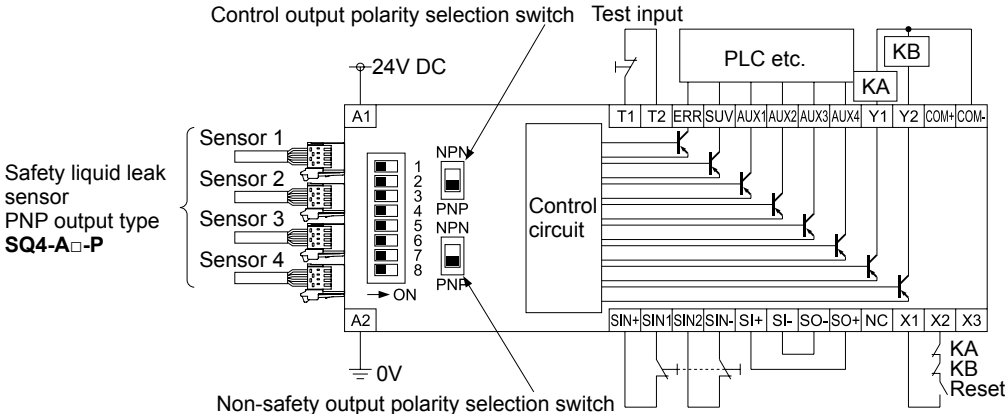 Control output polarity selection switch
Test input
24V DC
PLC etc.
KA
KB
A1
T1 T2 ERR SUV AUX1 AUX2 AUX3 AUX4 Y1 Y2 COM+ COM-
Safety liquid leak
sensor
PNP output type
SQ4-A□-P
Sensor 1
Sensor 2
Sensor 3
Sensor 4
1
2
3
4
5
6
7
8
→ ON
NPN
PNP
NPN
PNP
Control
circuit
A2
SIN+ SIN1 SIN2 SIN- SI+ SI- SO- SO+ NC X1 X2 X3
0V
KA
KB
Reset
Non-safety output polarity selection switch